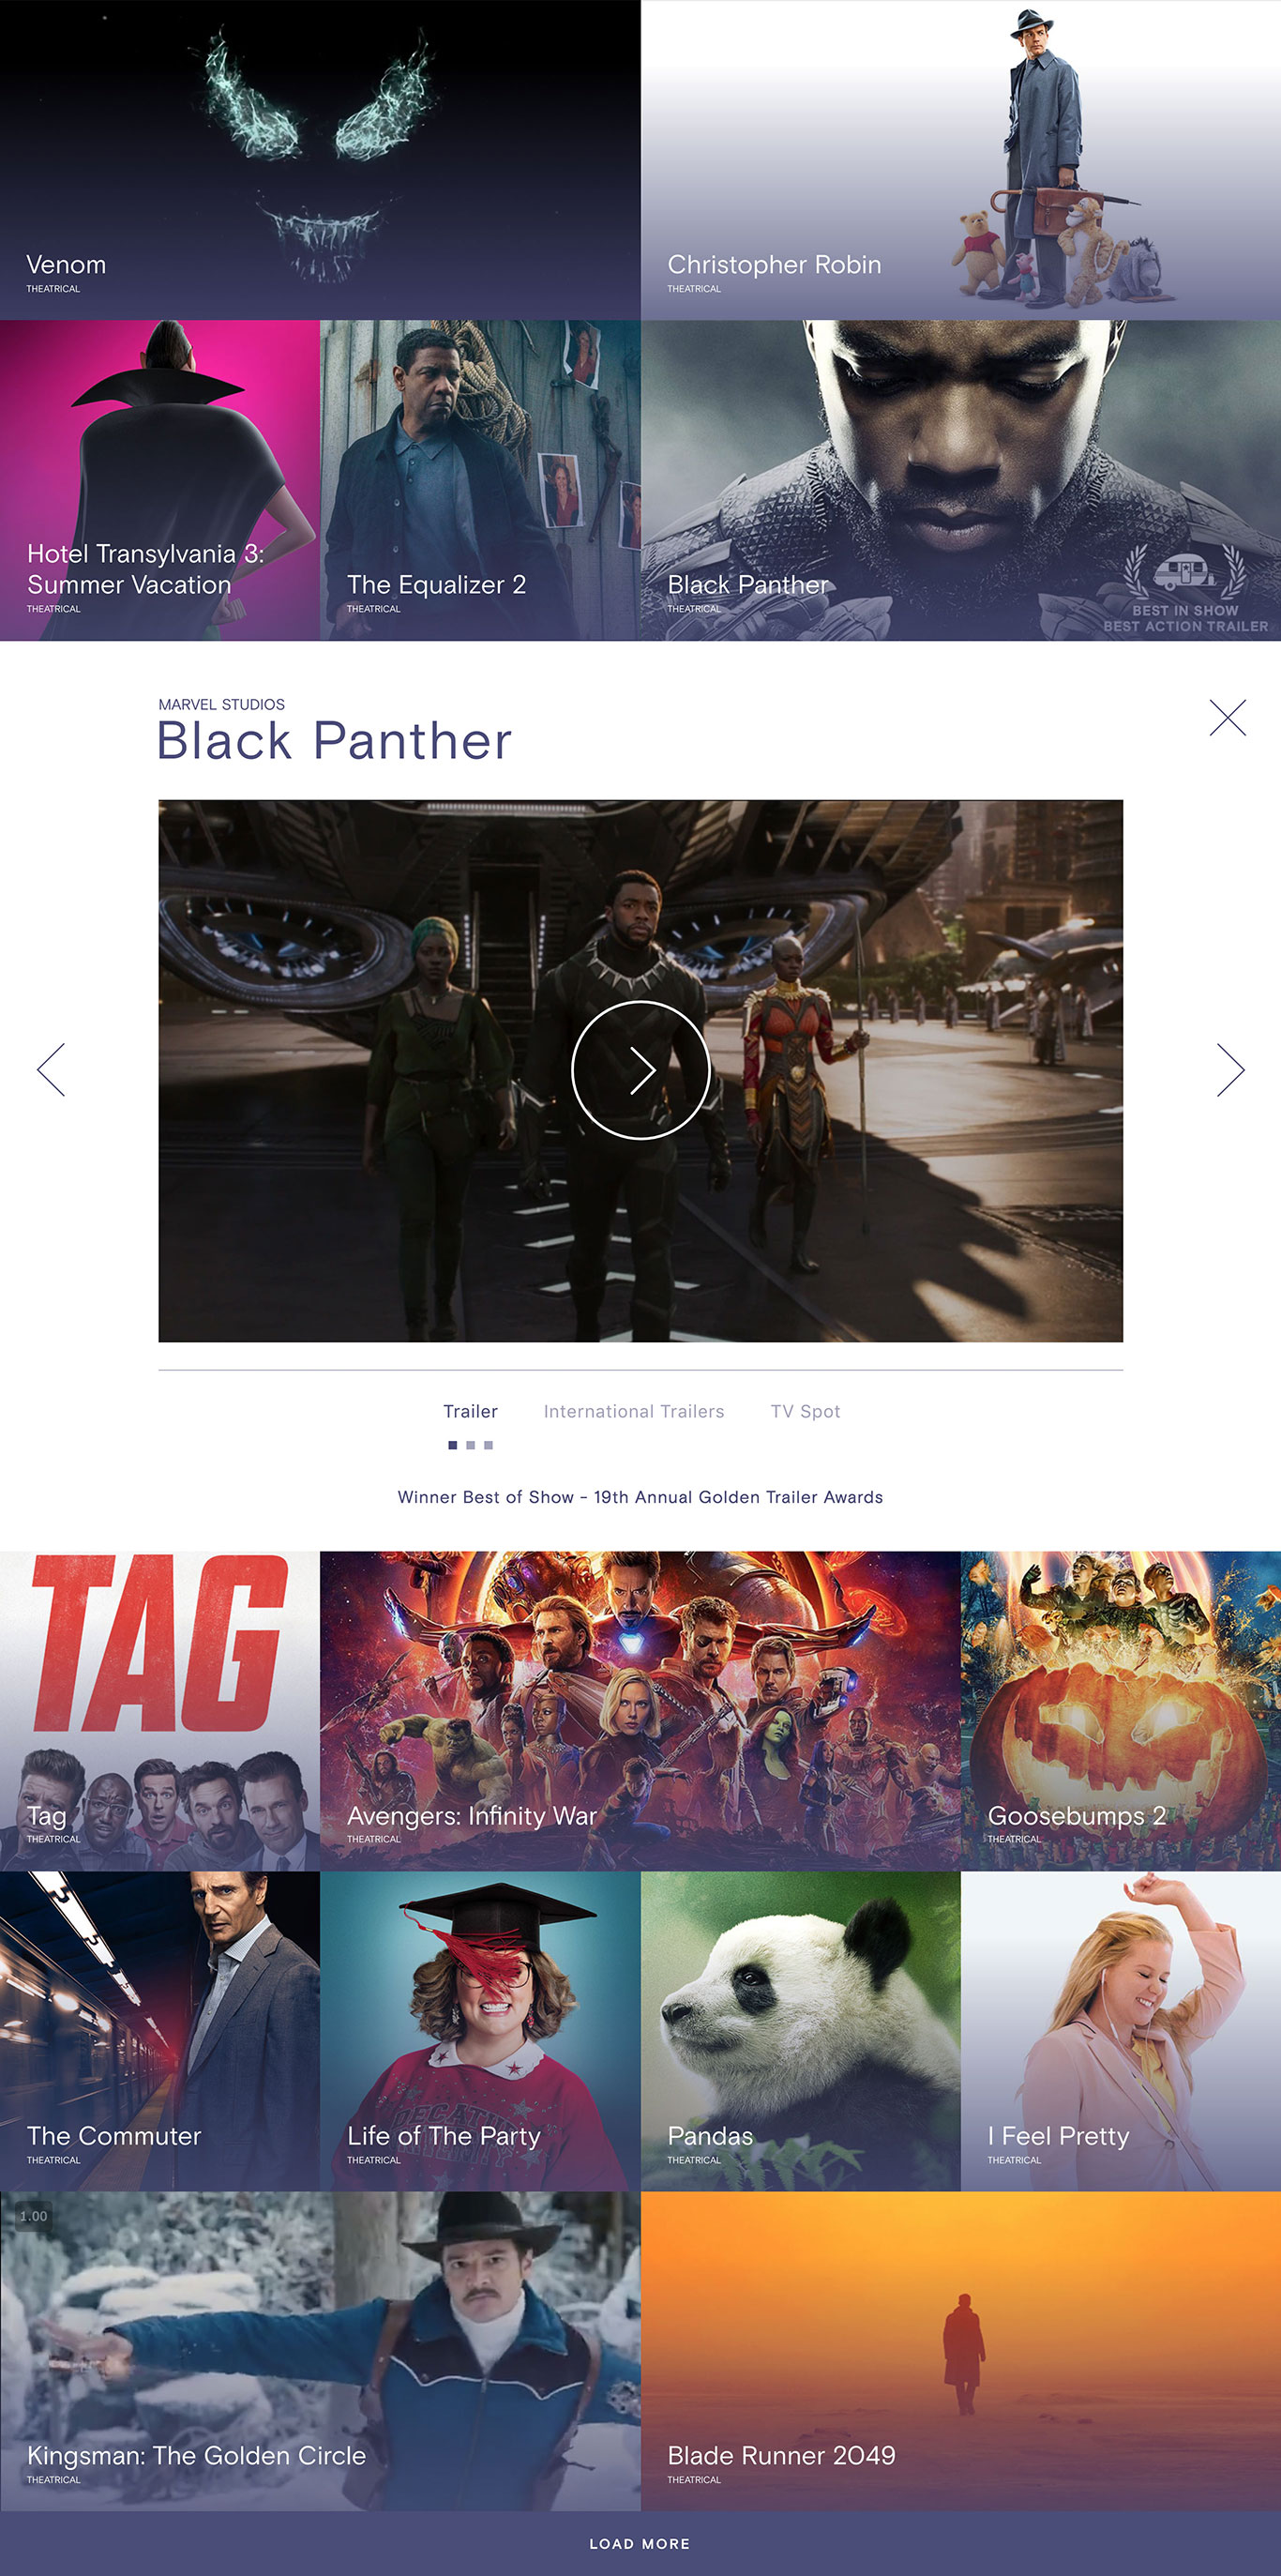 Venom
THEATRICAL
Christopher Robin
THEATRICAL
Hotel Transylvania 3:
Summer Vacation
THEATRICAL
The Equalizer 2
THEATRICAL
Black Panther
THEATRICAL
BEST IN SHOW
BEST ACTION TRAILER
MARVEL STUDIOS
Black Panther
Trailer
International Trailers
TV Spot
Winner Best of Show - 19th Annual Golden Trailer Awards
TAG
Tag
THEATRICAL
Avengers: Infinity War
THEATRICAL
Goosebumps 2
THEATRICAL
The Commuter
THEATRICAL
Life of The Party
THEATRICAL
Pandas
THEATRICAL
I Feel Pretty
THEATRICAL
1.00
Kingsman: The Golden Circle
THEATRICAL
Blade Runner 2049
THEATRICAL
LOAD MORE